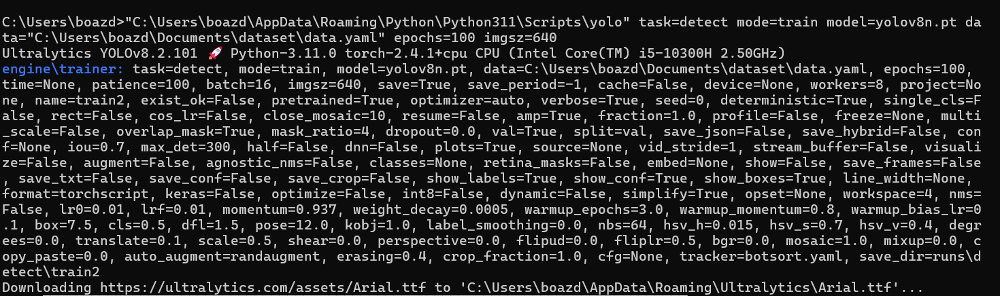 C:\Users\boazd>"C:\Users\boazd\AppData\Roaming\Python\Python311\Scripts\yolo" task=detect mode=train model=yolov8n.pt da
ta="C:\Users\boazd\Documents\dataset\data.yaml" epochs=100 imgsz=640
Ultralytics YOLOv8.2.101 🚀 Python-3.11.0 torch-2.4.1+cpu CPU (Intel Core(TM) i5-10300H 2.50GHz)
engine\trainer: task=detect, mode=train, model=yolov8n.pt, data=C:\Users\boazd\Documents\dataset\data.yaml, epochs=100,
time=None, patience=100, batch=16, imgsz=640, save=True, save_period=-1, cache=False, device=None, workers=8, project=No
ne, name=train2, exist_ok=False, pretrained=True, optimizer=auto, verbose=True, seed=0, deterministic=True, single_cls=F
alse, rect=False, cos_lr=False, close_mosaic=10, resume=False, amp=True, fraction=1.0, profile=False, freeze=None, multi
_scale=False, overlap_mask=True, mask_ratio=4, dropout=0.0, val=True, split=val, save_json=False, save_hybrid=False, con
f=None, iou=0.7, max_det=300, half=False, dnn=False, plots=True, source=None, vid_stride=1, stream_buffer=False, visuali
ze=False, augment=False, agnostic_nms=False, classes=None, retina_masks=False, embed=None, show=False, save_frames=False
, save_txt=False, save_conf=False, save_crop=False, show_labels=True, show_conf=True, show_boxes=True, line_width=None,
format=torchscript, keras=False, optimize=False, int8=False, dynamic=False, simplify=True, opset=None, workspace=4, nms=
False, lr0=0.01, lrf=0.01, momentum=0.937, weight_decay=0.0005, warmup_epochs=3.0, warmup_momentum=0.8, warmup_bias_lr=0
.1, box=7.5, cls=0.5, dfl=1.5, pose=12.0, kobj=1.0, label_smoothing=0.0, nbs=64, hsv_h=0.015, hsv_s=0.7, hsv_v=0.4, degr
ees=0.0, translate=0.1, scale=0.5, shear=0.0, perspective=0.0, flipud=0.0, fliplr=0.5, bgr=0.0, mosaic=1.0, mixup=0.0, c
opy_paste=0.0, auto_augment=randaugment, erasing=0.4, crop_fraction=1.0, cfg=None, tracker=botsort.yaml, save_dir=runs\d
etect\train2
Downloading https://ultralytics.com/assets/Arial.ttf to 'C:\Users\boazd\AppData\Roaming\Ultralytics\Arial.ttf'...